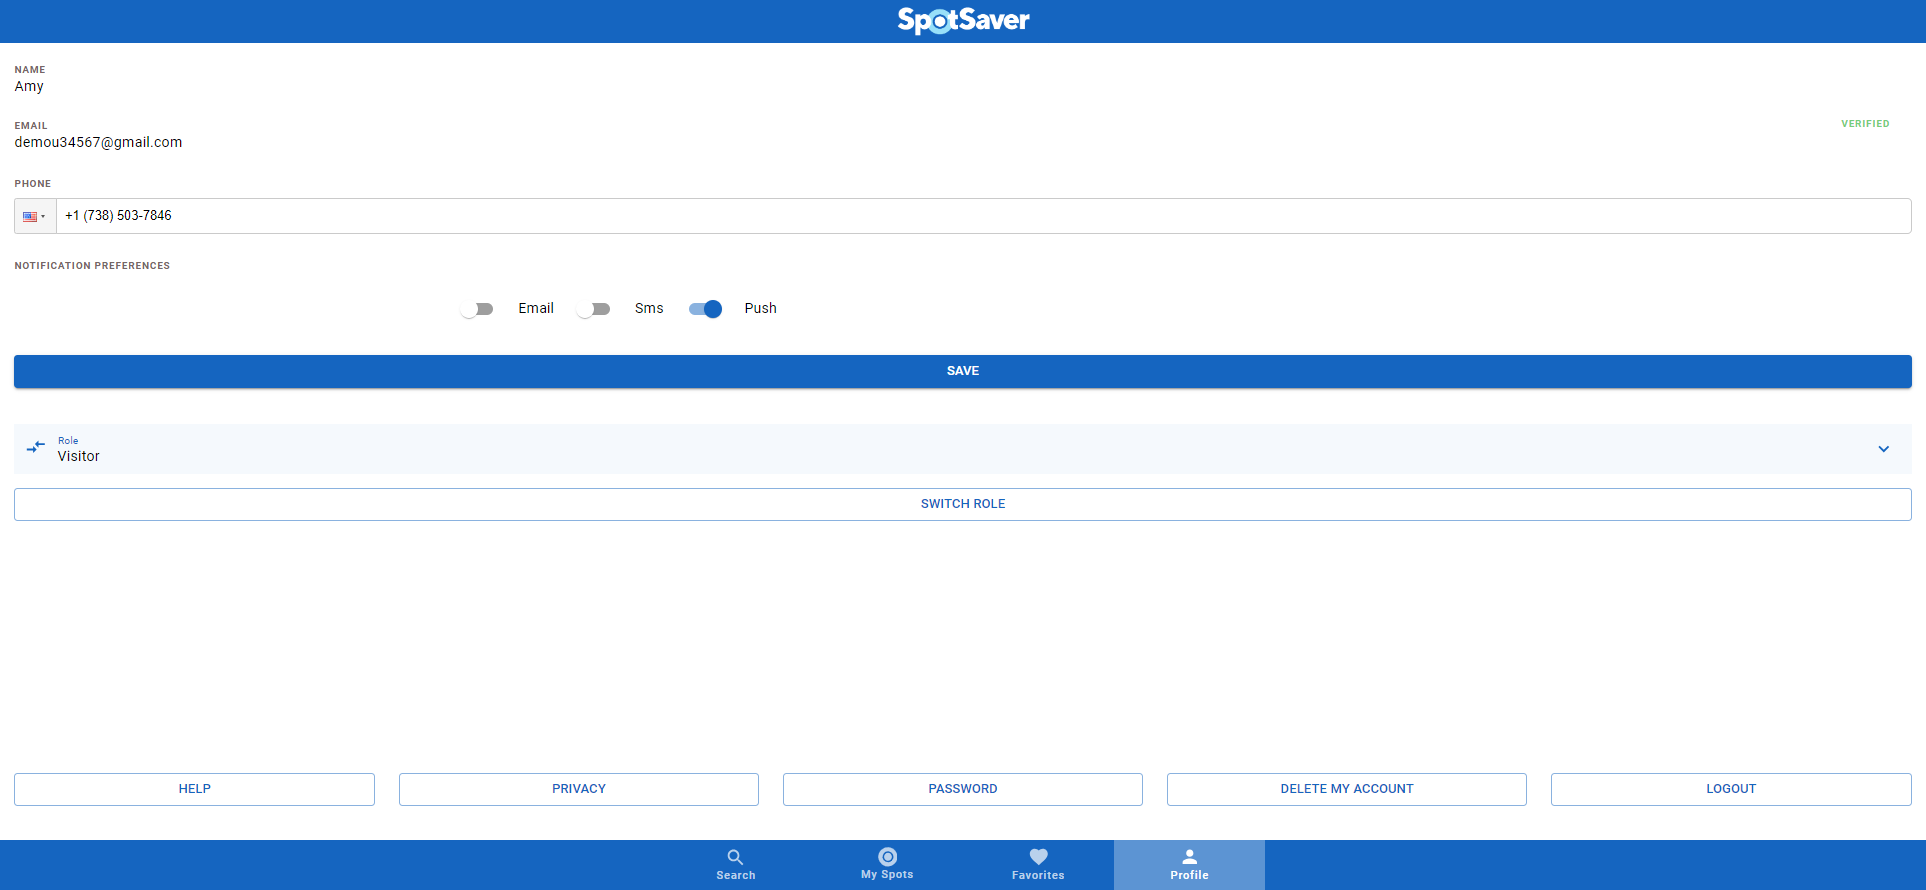 SpotSaver
NAME
Amy
EMAIL
VERIFIED
demou34567@gmail.com
PHONE
+1 (738) 503-7846
NOTIFICATION PREFERENCES
Email Sms Push
SAVE
Role
Visitor
SWITCH ROLE
HELP PRIVACY PASSWORD DELETE MY ACCOUNT LOGOUT
Search My Spots Favorites Profile